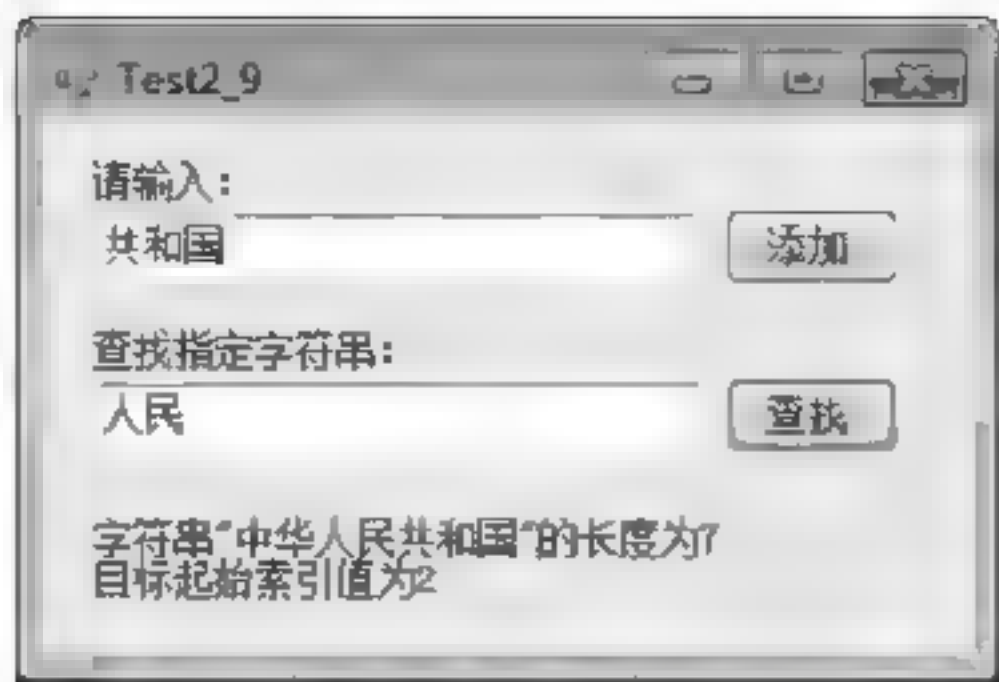 Test2_9
请输入:
共和国
添加
查找指定字符串:
人民
查找
字符串"中华人民共和国"的长度为7
目标起始索引值为2